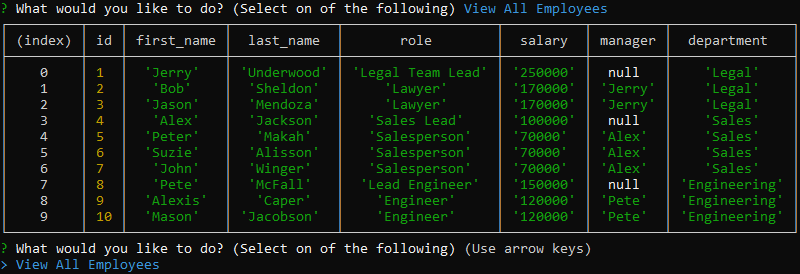 ? What would you like to do? (Select on of the following) View All Employees
(index) id first_name last_name role salary manager department
0 1 'Jerry' 'Underwood' 'Legal Team Lead' '250000' null 'Legal'
1 2 'Bob' 'Sheldon' 'Lawyer' '170000' 'Jerry' 'Legal'
2 3 'Jason' 'Mendoza' 'Lawyer' '170000' 'Jerry' 'Legal'
3 4 'Alex' 'Jackson' 'Sales Lead' '100000' null 'Sales'
4 5 'Peter' 'Makah' 'Salesperson' '70000' 'Alex' 'Sales'
5 6 'Suzie' 'Alisson' 'Salesperson' '70000' 'Alex' 'Sales'
6 7 'John' 'Winger' 'Salesperson' '70000' 'Alex' 'Sales'
7 8 'Pete' 'McFall' 'Lead Engineer' '150000' null 'Engineering'
8 9 'Alexis' 'Caper' 'Engineer' '120000' 'Pete' 'Engineering'
9 10 'Mason' 'Jacobson' 'Engineer' '120000' 'Pete' 'Engineering'
? What would you like to do? (Select on of the following) (Use arrow keys)
> View All Employees